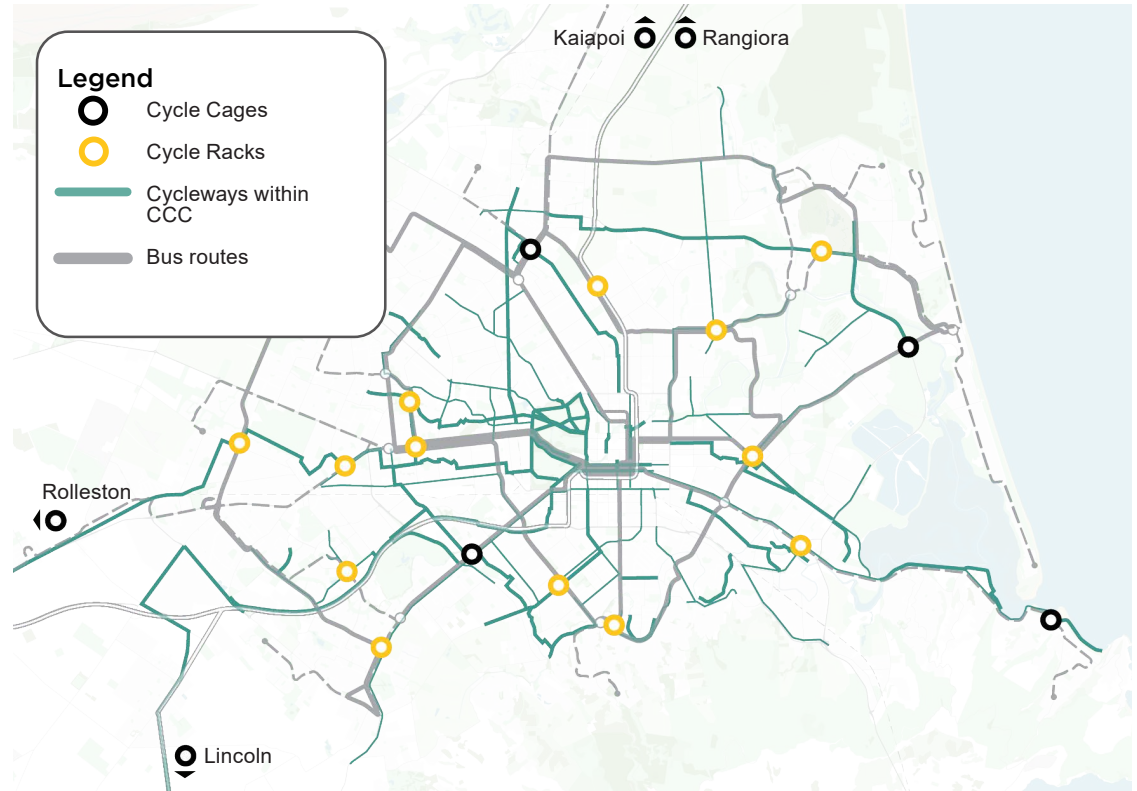 Kaiapoi
Rangiora
Legend
Cycle Cages
Cycle Racks
Cycleways within
CCC
Bus routes
Rolleston
Lincoln